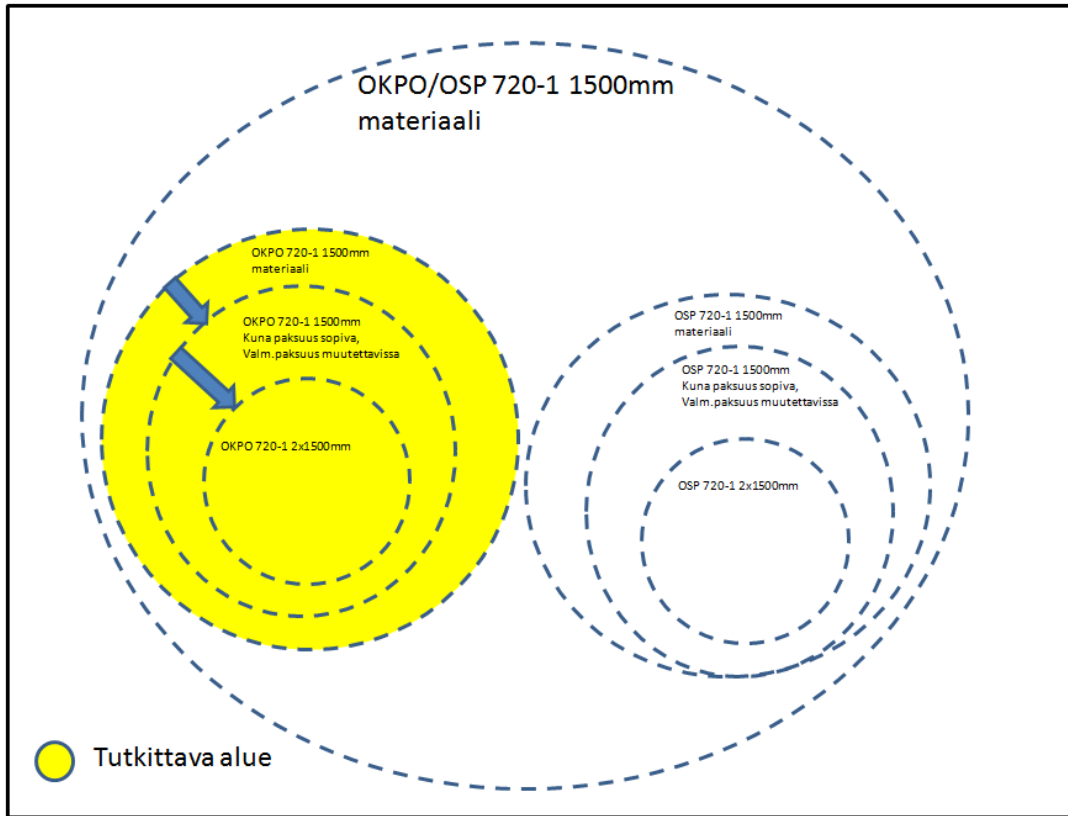 OKPO/OSP 720-1 1500mm
materiaali
OKPO 720-1 1500mm
materiaali
OKPO 720-1 1500mm
Kuna paksuus sopiva,
Valm.paksuus muutettavissa
OKPO 720-1 2x1500mm
OSP 720-1 1500mm
materiaali
OSP 720-1 1500mm
Kuna paksuus sopiva,
Valm.paksuus muutettavissa
OSP 720-1 2x1500mm
Tutkittava alue